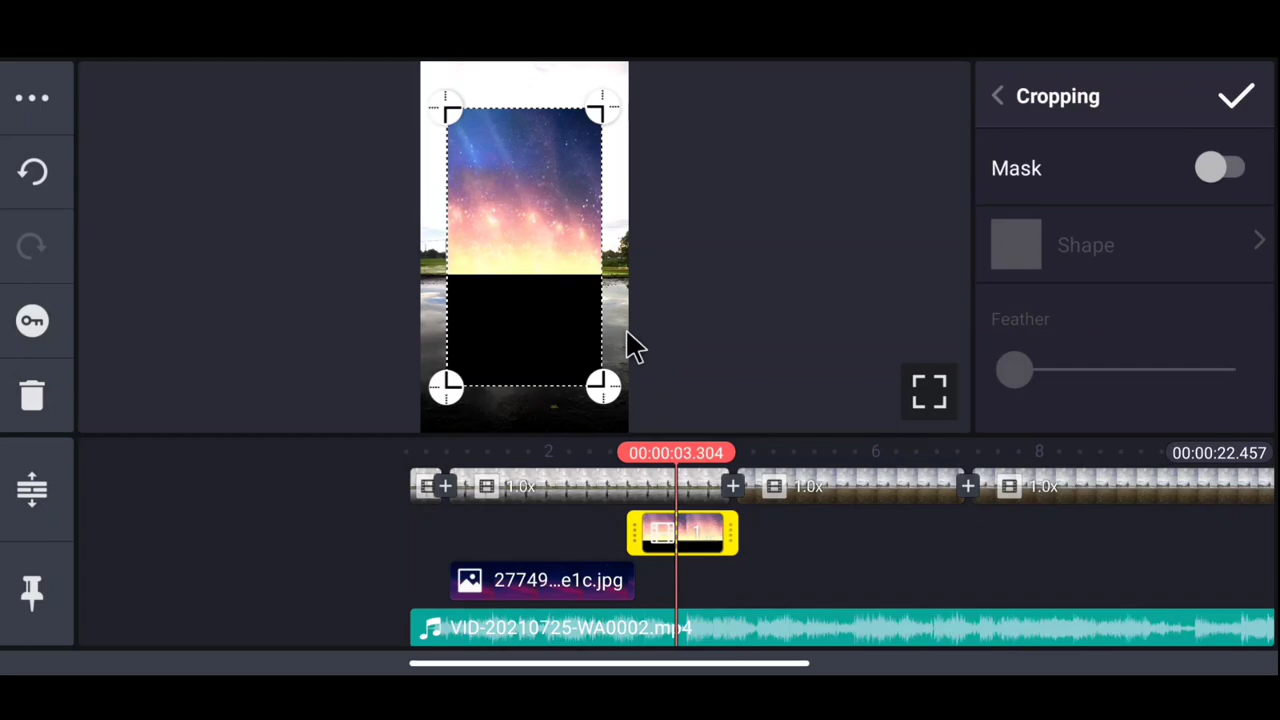 Cropping
Mask
Shape
Feather
2
00:00:03.304
6
8
00:00:22.457
1.0x
1.0x
1.0x
1
27749...e1c.jpg
VID-20210725-WA0002.mp4